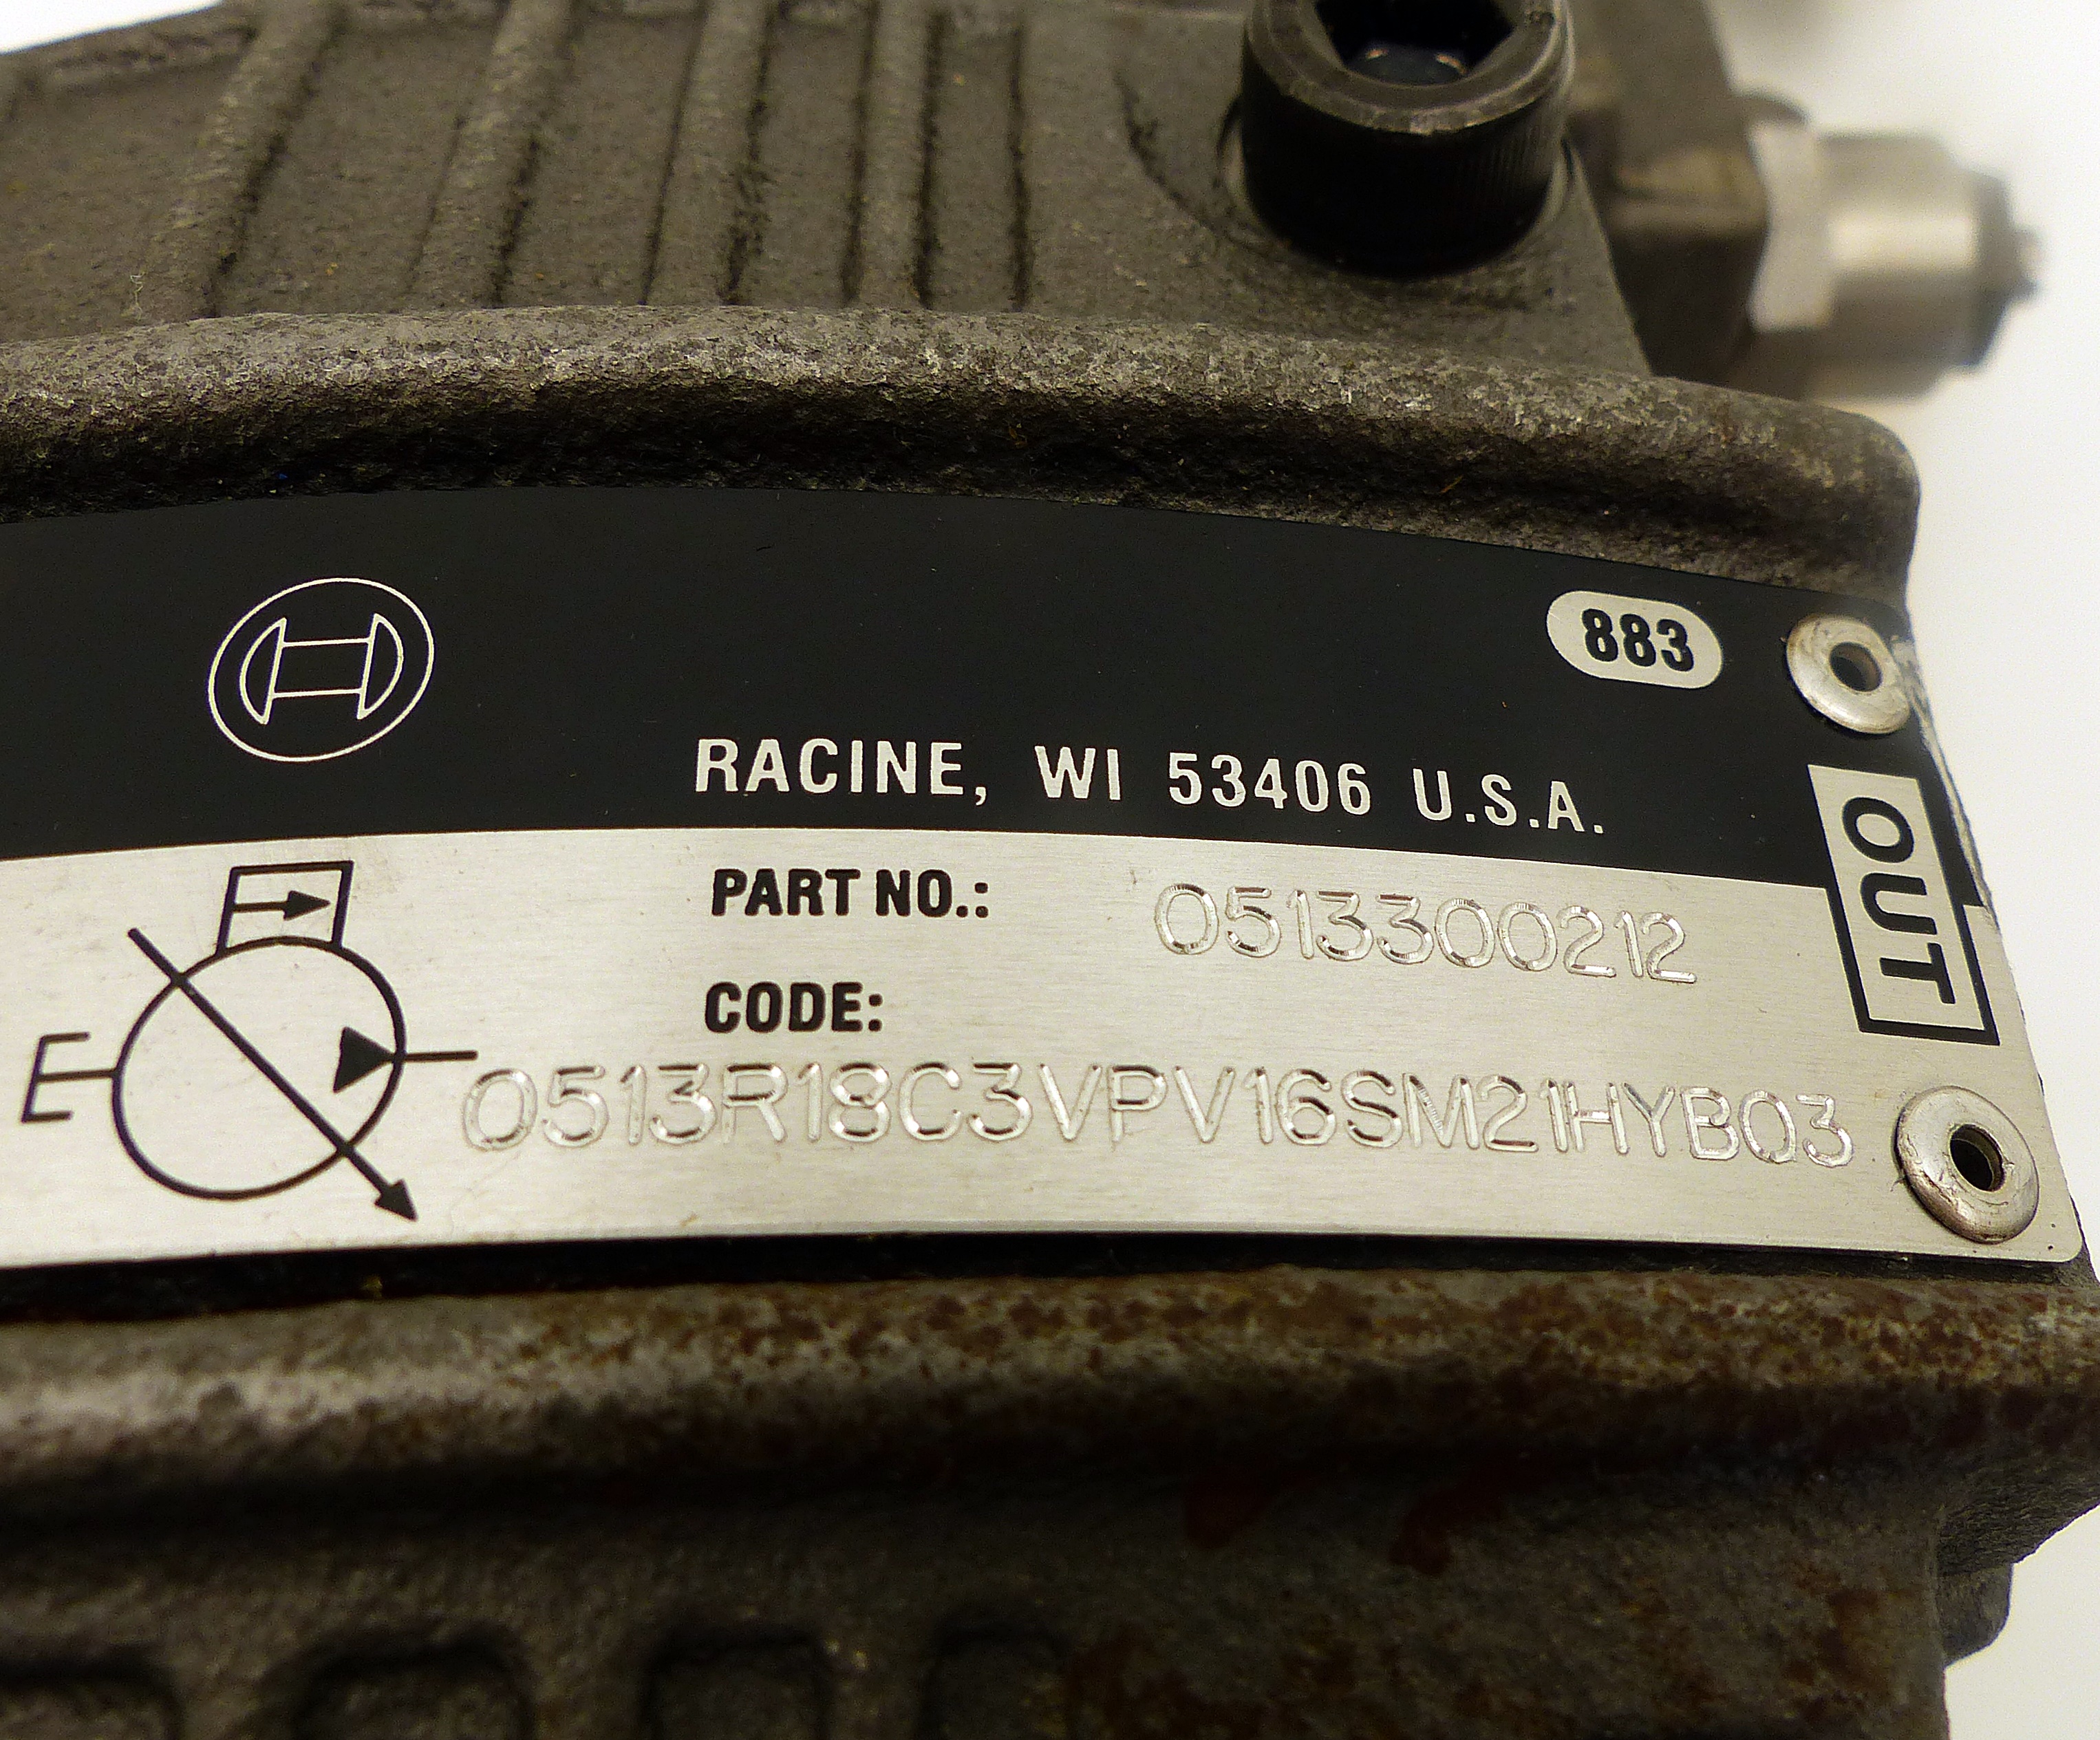 883
RACINE, WI 53406 U.S.A.
OUT
PART NO.: 0513300212
CODE:
E
0513R18C3VPV16SM21HYB03